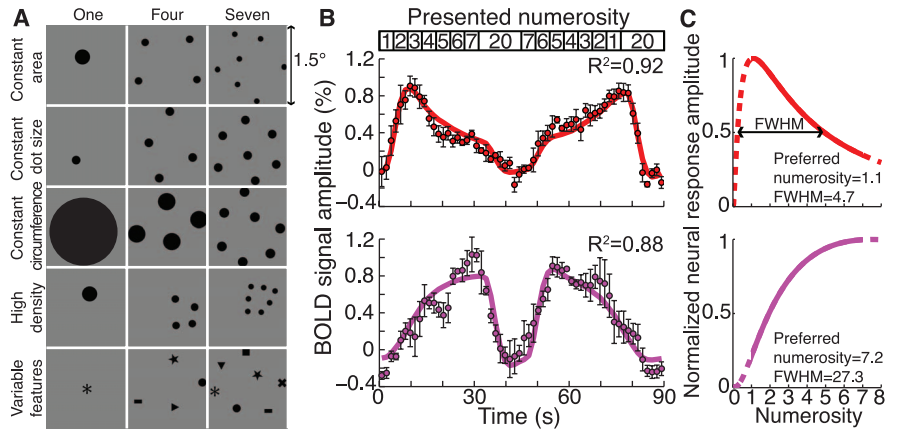 A
One
Four
Seven
Constant
area
Constant
dot size
Constant
circumference
High
density
Variable
features
1.5°
*
*
B
Presented numerosity
1 2 3 4 5 6 7 20 7 6 5 4 3 2 1 20
R²=0.92
BOLD signal amplitude (%)
1.2
0.8
0.4
0
−0.4
R²=0.88
1.2
0.8
0.4
0
−0.4
0 30 60 90
Time (s)
C
Normalized neural response amplitude
1
0.5
0
FWHM
Preferred
numerosity=1.1
FWHM=4.7
1
0.5
0
Preferred
numerosity=7.2
FWHM=27.3
0 1 2 3 4 5 6 7 8
Numerosity